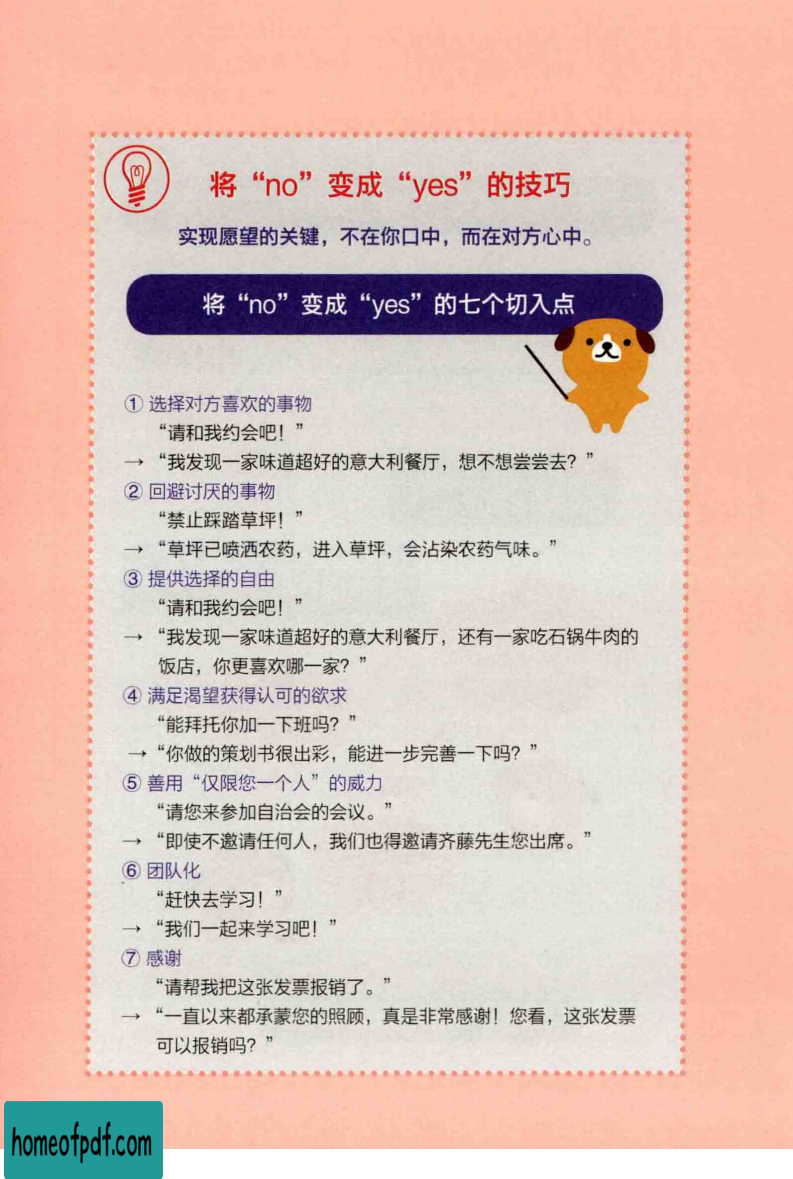 将“no”变成“yes”的技巧
实现愿望的关键，不在你口中，而在对方心中。
将“no”变成“yes”的七个切入点
① 选择对方喜欢的事物
“请和我约会吧！”
→ “我发现一家味道超好的意大利餐厅，想不想尝尝去？”
② 回避讨厌的事物
“禁止踩踏草坪！”
→ “草坪已喷洒农药，进入草坪，会沾染农药气味。”
③ 提供选择的自由
“请和我约会吧！”
→ “我发现一家味道超好的意大利餐厅，还有一家吃石锅牛肉的
饭店，你更喜欢哪一家？”
④ 满足渴望获得认可的欲求
“能拜托你加一下班吗？”
→ “你做的策划书很出彩，能进一步完善一下吗？”
⑤ 善用“仅限您一个人”的威力
“请您来参加自治会的会议。”
→ “即使不邀请任何人，我们也得邀请齐藤先生您出席。”
⑥ 团队化
“赶快去学习！”
→ “我们一起来学习吧！”
⑦ 感谢
“请帮我把这张发票报销了。”
→ “一直以来都承蒙您的照顾，真是非常感谢！您看，这张发票
可以报销吗？”
homeofpdf.com